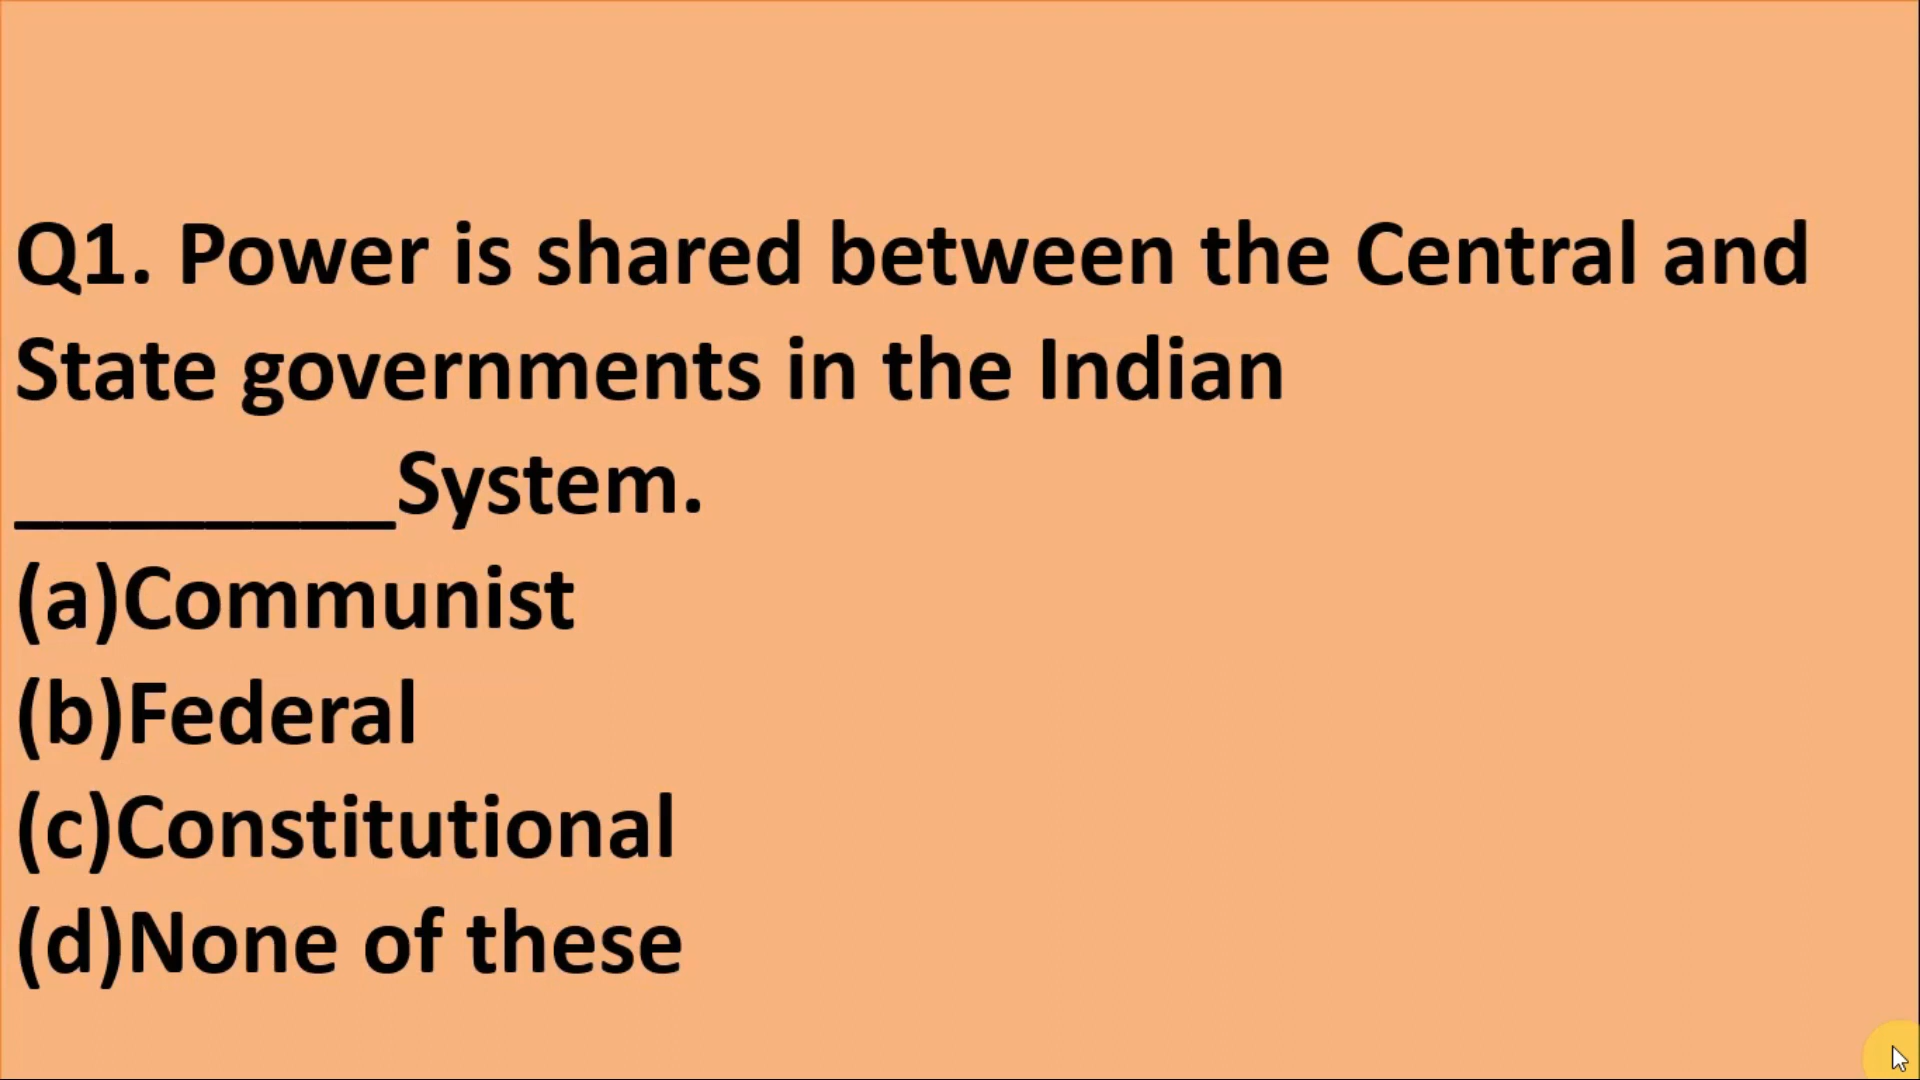 Q1. Power is shared between the Central and
State governments in the Indian
________System.
(a)Communist
(b)Federal
(c)Constitutional
(d)None of these